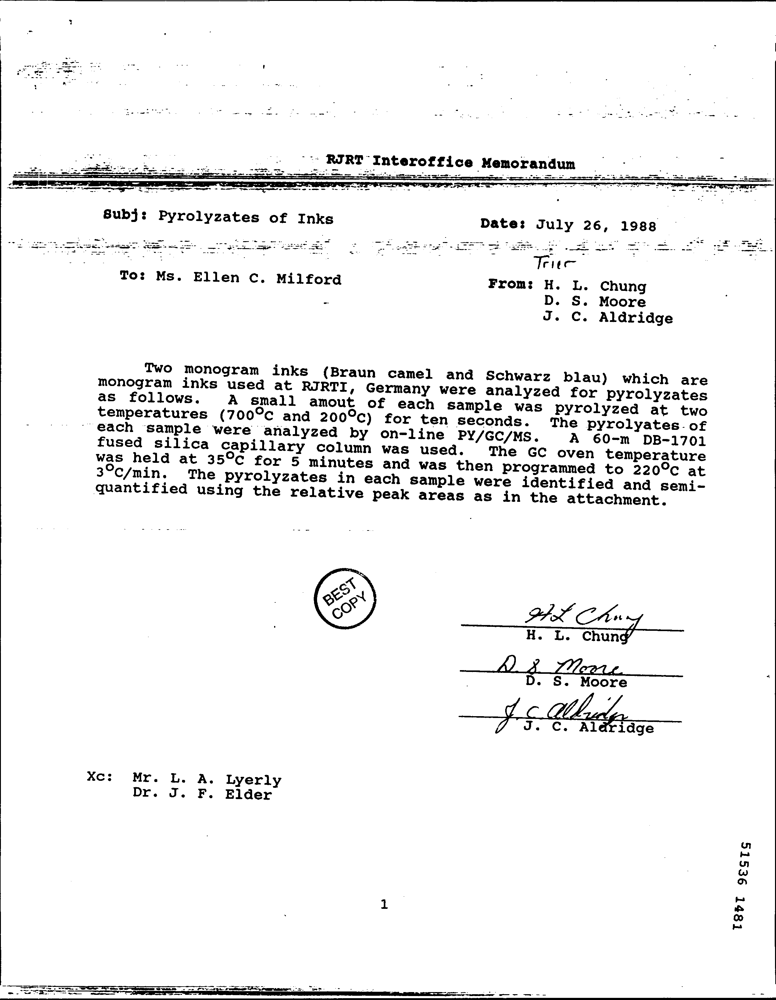 RJRT Interoffice Memorandum
Subj: Pyrolyzates of Inks
Date: July 26, 1988
Trier
To: Ms. Ellen C. Milford
From: H. L. Chung
D. S. Moore
J. C. Aldridge
Two monogram inks (Braun camel and Schwarz blau) which are
monogram inks used at RJRTI, Germany were analyzed for pyrolyzates
as follows. A small amout of each sample was pyrolyzed at two
temperatures (700°C and 200°C) for ten seconds. The pyrolyates of
each sample were analyzed by on-line PY/GC/MS. A 60-m DB-1701
fused silica capillary column was used. The GC oven temperature
was held at 35°C for 5 minutes and was then programmed to 220°C at
3°C/min. The pyrolyzates in each sample were identified and semi-
quantified using the relative peak areas as in the attachment.
BEST
COPY
H L Chung
H. L. Chung
D. S. Moore
D. S. Moore
J. C. Aldridge
J. C. Aldridge
Xc: Mr. L. A. Lyerly
Dr. J. F. Elder
51536 1481
1